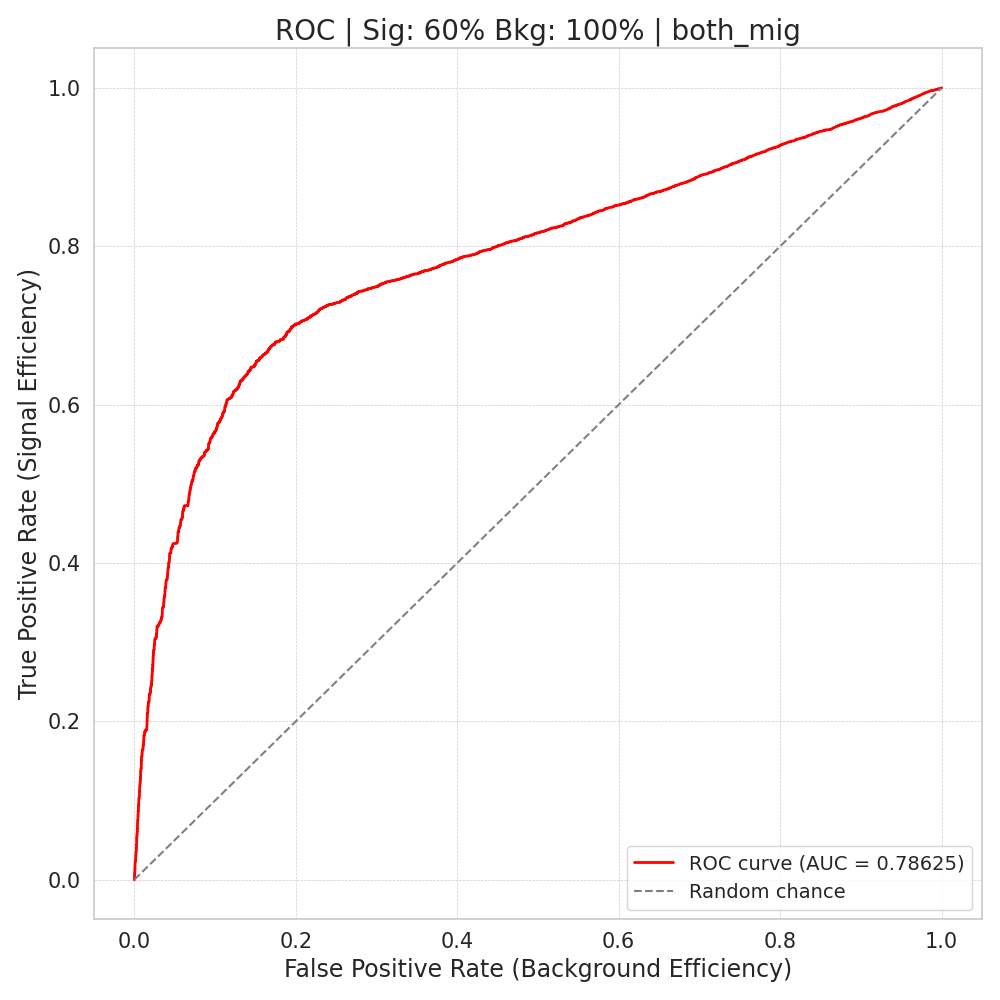 ROC | Sig: 60% Bkg: 100% | both_mig
True Positive Rate (Signal Efficiency)
1.0
0.8
0.6
0.4
0.2
0.0
ROC curve (AUC = 0.78625)
Random chance
0.0 0.2 0.4 0.6 0.8 1.0
False Positive Rate (Background Efficiency)